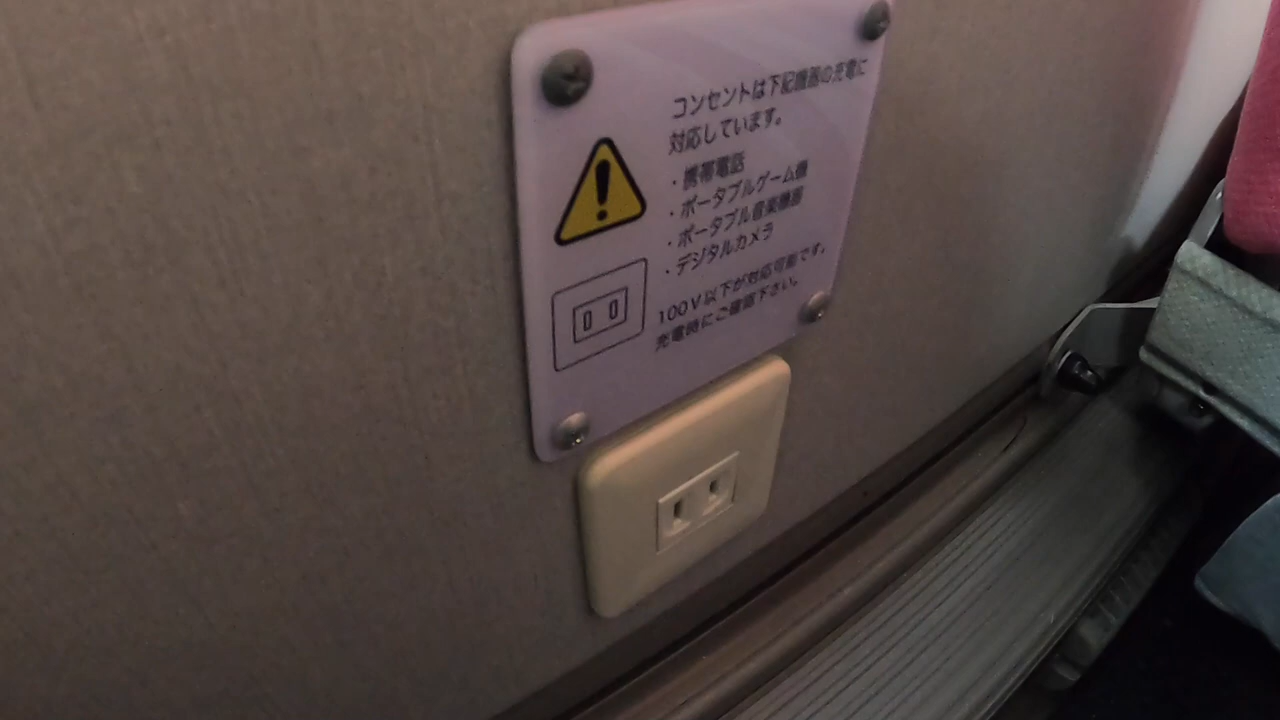 コンセントは下記機器の充電に
対応しています。
・携帯電話
・ポータブルゲーム機
・ポータブル音楽機器
・デジタルカメラ
100V以下が対応可能です。
充電時にご確認下さい。